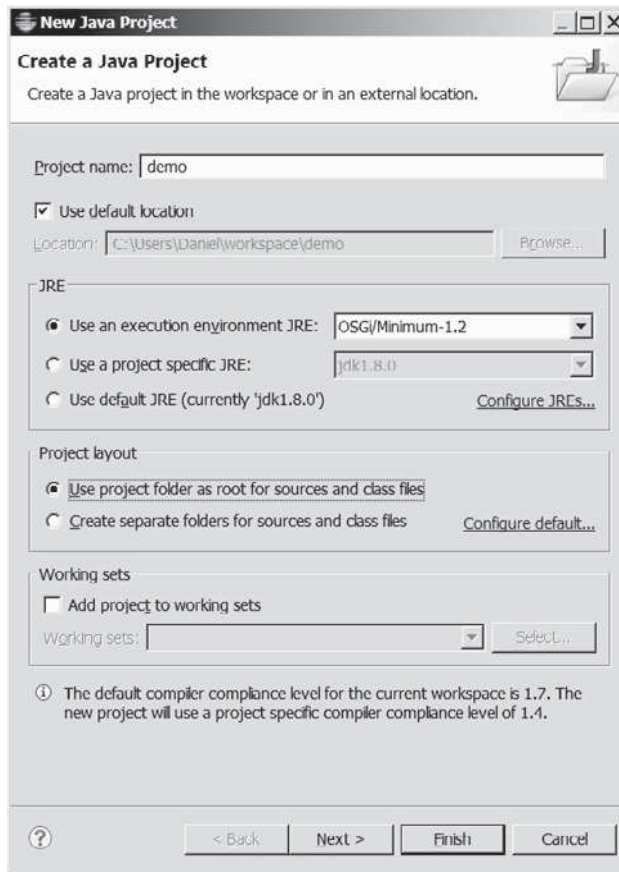 New Java Project
Create a Java Project
Create a Java project in the workspace or in an external location.
Project name: demo
Use default location
Location: C:\Users\Daniel\workspace\demo Browse...
JRE
Use an execution environment JRE: OSGi/Minimum-1.2
Use a project specific JRE: jdk1.8.0
Use default JRE (currently 'jdk1.8.0') Configure JREs...
Project layout
Use project folder as root for sources and class files
Create separate folders for sources and class files Configure default...
Working sets
Add project to working sets
Working sets: Select...
The default compiler compliance level for the current workspace is 1.7. The
new project will use a project specific compiler compliance level of 1.4.
< Back Next > Finish Cancel